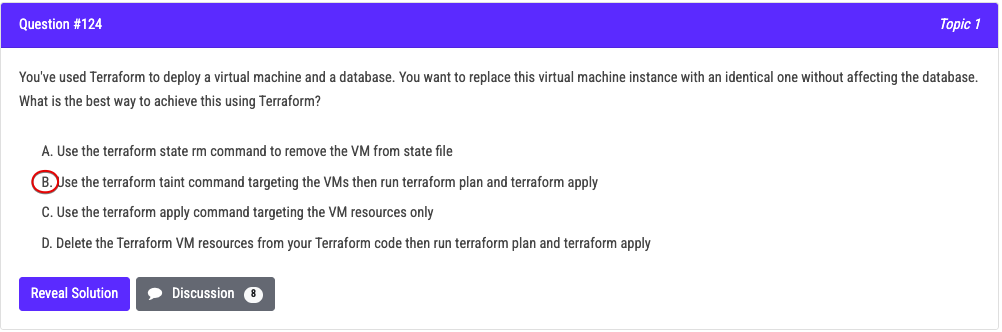 Question #124
Topic 1
You've used Terraform to deploy a virtual machine and a database. You want to replace this virtual machine instance with an identical one without affecting the database.
What is the best way to achieve this using Terraform?
A. Use the terraform state rm command to remove the VM from state file
B. Use the terraform taint command targeting the VMs then run terraform plan and terraform apply
C. Use the terraform apply command targeting the VM resources only
D. Delete the Terraform VM resources from your Terraform code then run terraform plan and terraform apply
Reveal Solution
Discussion 8